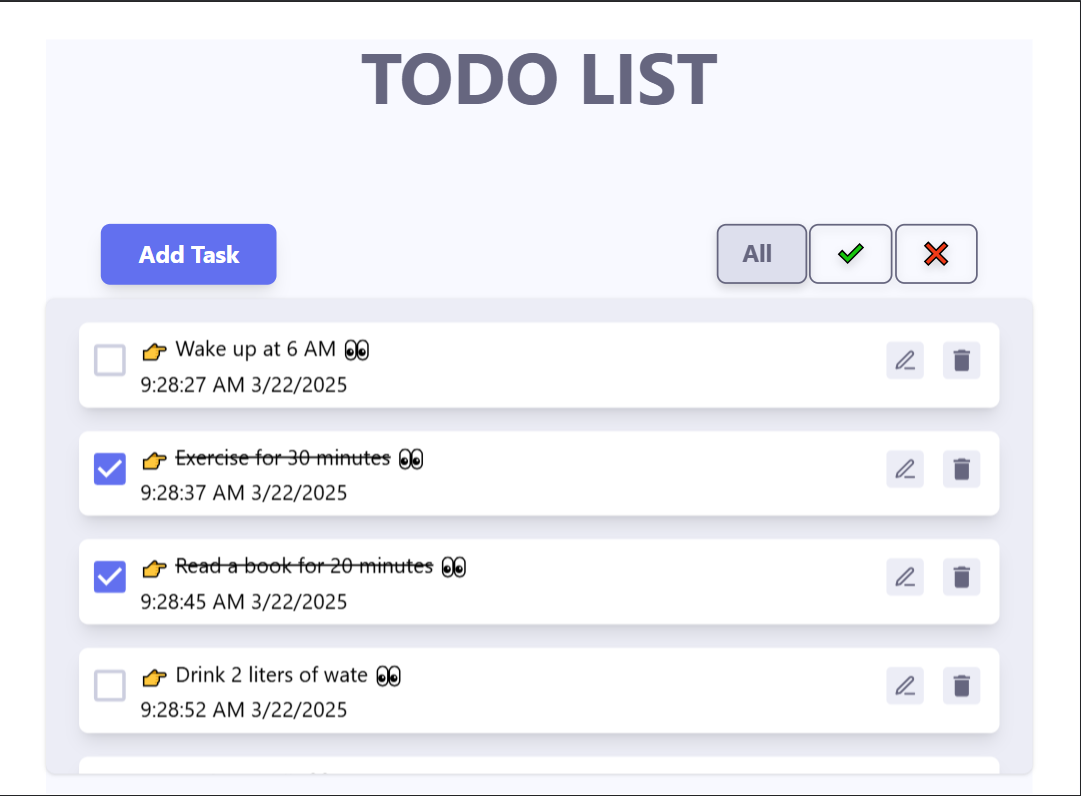 TODO LIST
Add Task
All
👉 Wake up at 6 AM 👀
9:28:27 AM 3/22/2025
👉 Exercise for 30 minutes 👀
9:28:37 AM 3/22/2025
👉 Read a book for 20 minutes 👀
9:28:45 AM 3/22/2025
👉 Drink 2 liters of wate 👀
9:28:52 AM 3/22/2025